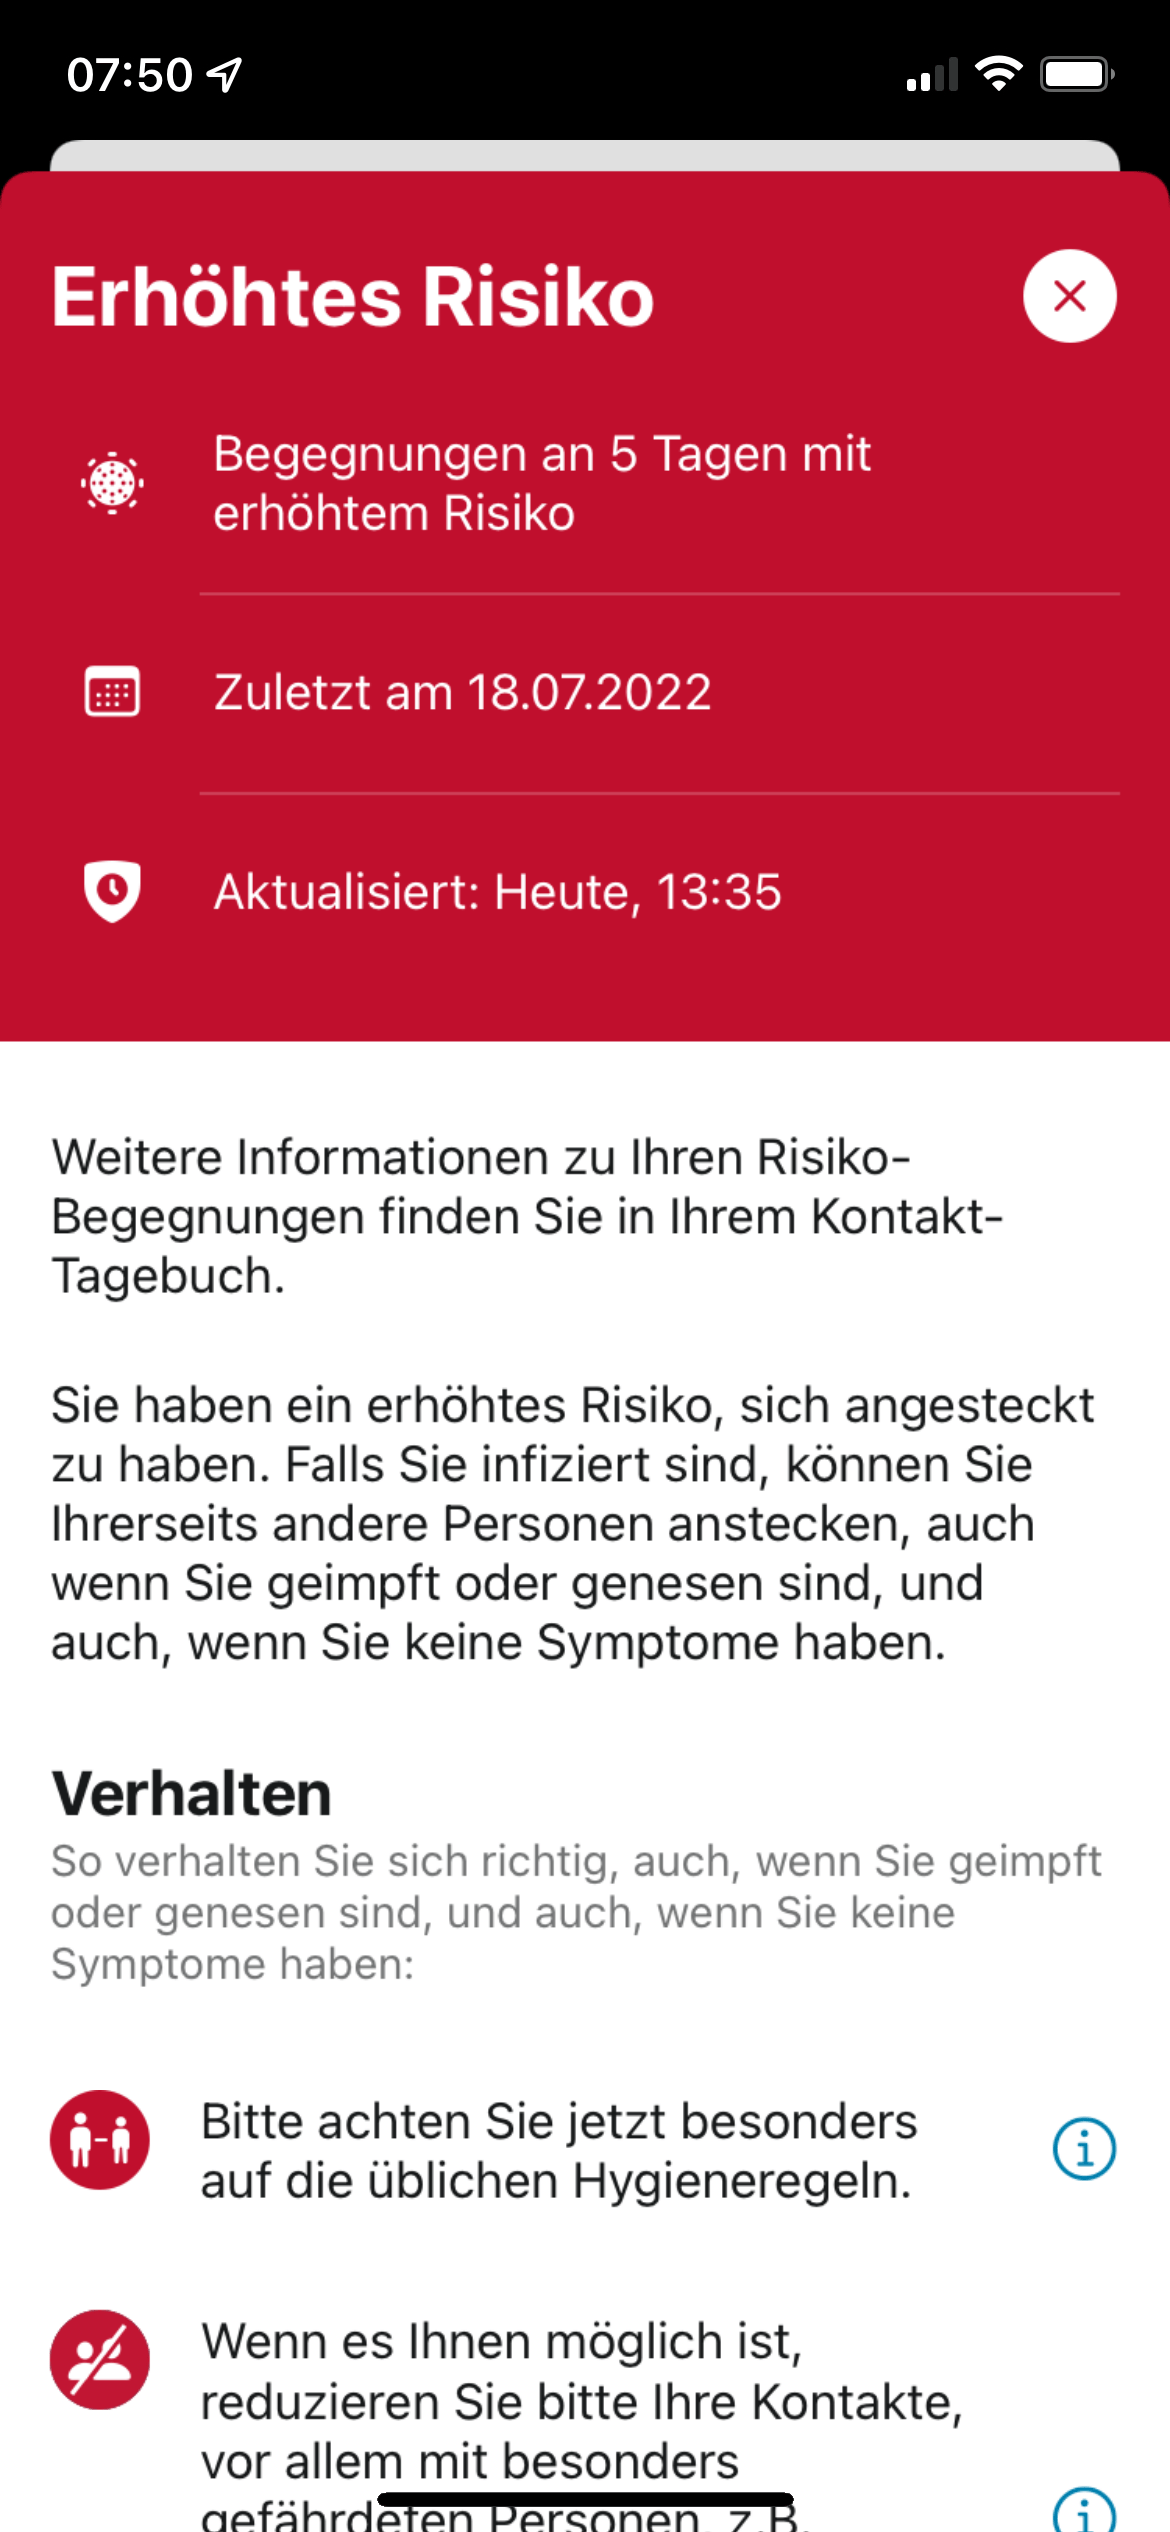 07:50
Erhöhtes Risiko
Begegnungen an 5 Tagen mit
erhöhtem Risiko
Zuletzt am 18.07.2022
Aktualisiert: Heute, 13:35
Weitere Informationen zu Ihren Risiko-
Begegnungen finden Sie in Ihrem Kontakt-
Tagebuch.
Sie haben ein erhöhtes Risiko, sich angesteckt
zu haben. Falls Sie infiziert sind, können Sie
Ihrerseits andere Personen anstecken, auch
wenn Sie geimpft oder genesen sind, und
auch, wenn Sie keine Symptome haben.
Verhalten
So verhalten Sie sich richtig, auch, wenn Sie geimpft
oder genesen sind, und auch, wenn Sie keine
Symptome haben:
Bitte achten Sie jetzt besonders
auf die üblichen Hygieneregeln.
Wenn es Ihnen möglich ist,
reduzieren Sie bitte Ihre Kontakte,
vor allem mit besonders
gefährdeten Personen, z.B.